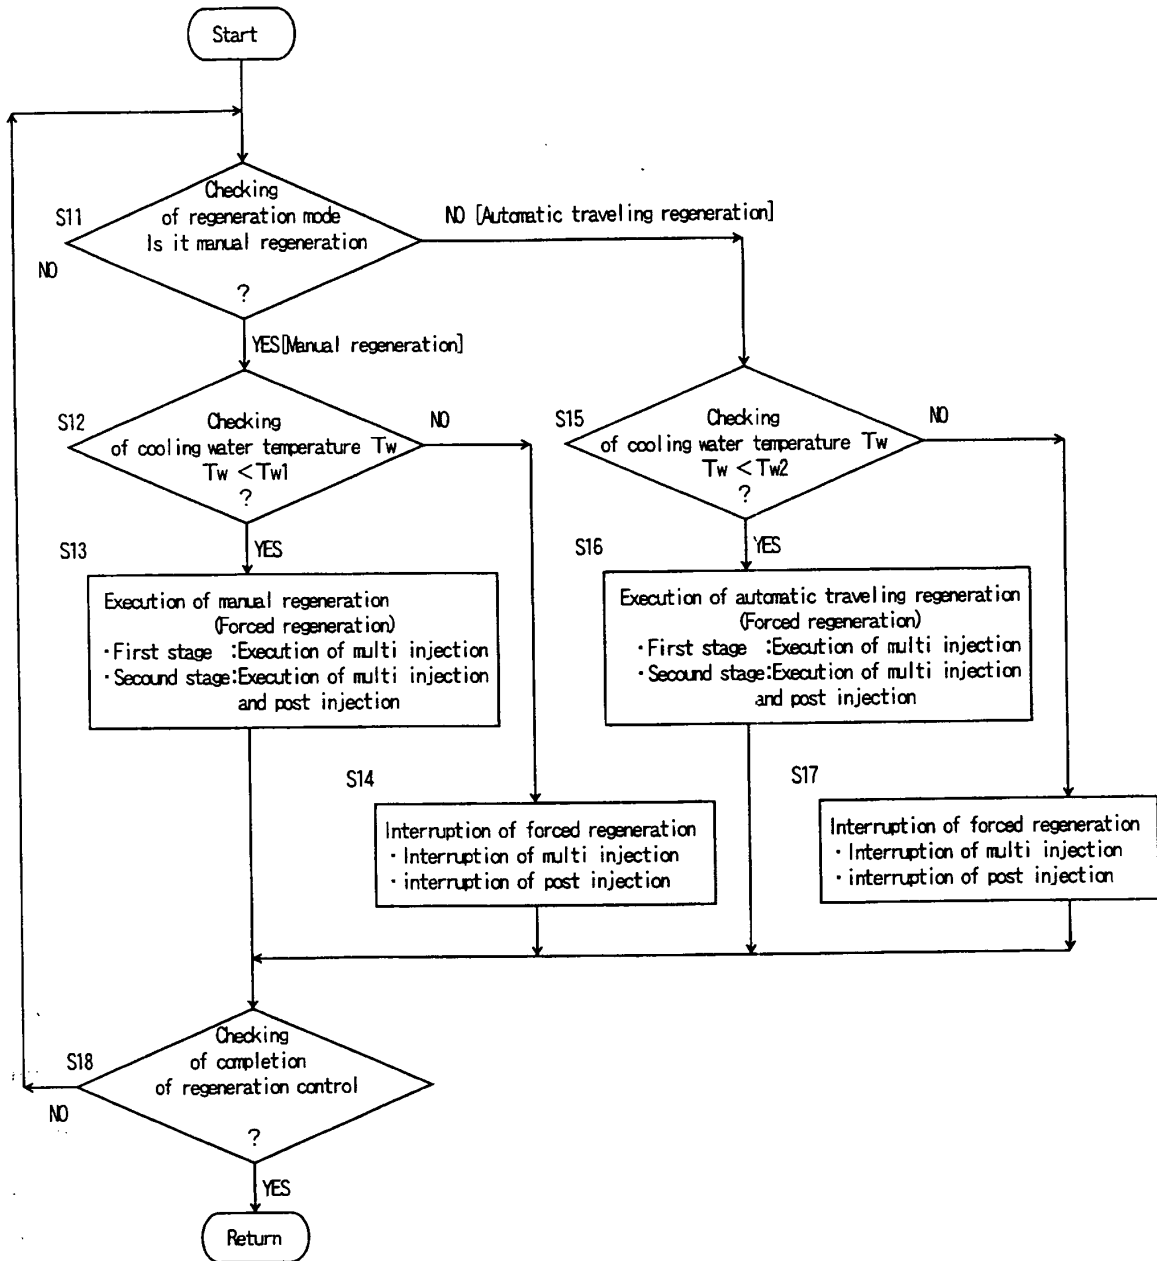 Start
Checking
S11
of regeneration mode
Is it manual regeneration
NO [Automatic traveling regeneration]
NO
?
YES[Manual regeneration]
S12
Checking
of cooling water temperature Tw
Tw < Tw1
?
NO
S15
Checking
of cooling water temperature Tw
Tw < Tw2
?
NO
S13
YES
Execution of manual regeneration
(Forced regeneration)
・First stage :Execution of multi injection
・Secound stage:Execution of multi injection
and post injection
S16
YES
Execution of automatic traveling regeneration
(Forced regeneration)
・First stage :Execution of multi injection
・Secound stage:Execution of multi injection
and post injection
S14
Interruption of forced regeneration
・Interruption of multi injection
・interruption of post injection
S17
Interruption of forced regeneration
・Interruption of multi injection
・interruption of post injection
S18
Checking
of completion
of regeneration control
?
NO
YES
Return